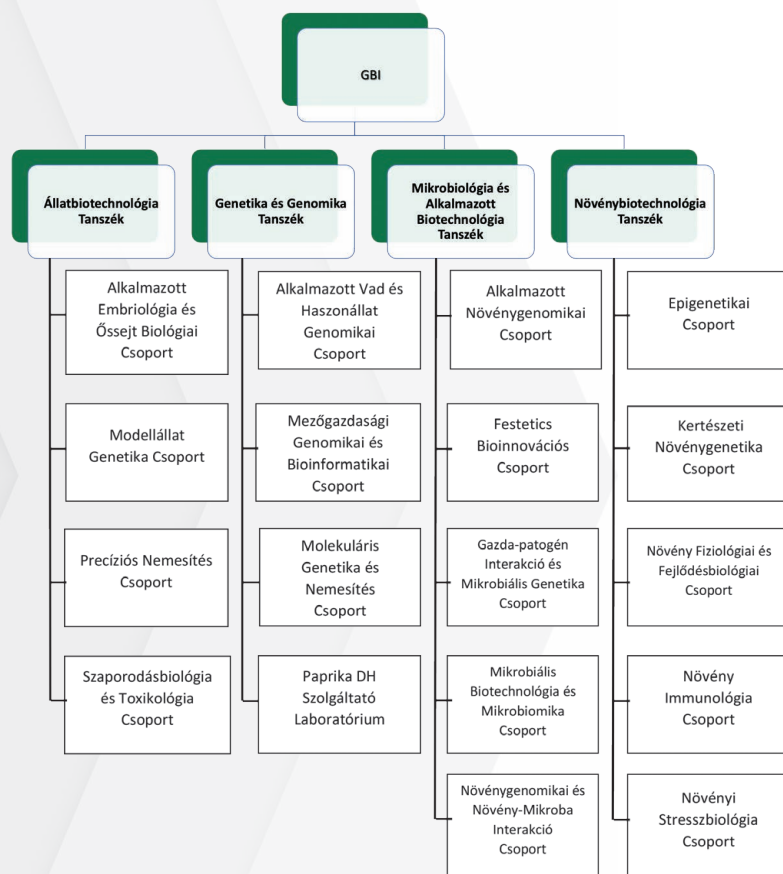 GBI
Állatbiotechnológia
Tanszék
Alkalmazott
Embriológia és
Őssejt Biológiai
Csoport
Modellállat
Genetika Csoport
Precíziós Nemesítés
Csoport
Szaporodásbiológia
és Toxikológia
Csoport
Genetika és Genomika
Tanszék
Alkalmazott Vad és
Haszonállat
Genomikai
Csoport
Mezőgazdasági
Genomikai és
Bioinformatikai
Csoport
Molekuláris
Genetika és
Nemesítés
Csoport
Paprika DH
Szolgáltató
Laboratórium
Mikrobiológia és
Alkalmazott
Biotechnológia
Tanszék
Alkalmazott
Növénygenomikai
Csoport
Festetics
Bioinnovációs
Csoport
Gazda-patogén
Interakció és
Mikrobiális Genetika
Csoport
Mikrobiális
Biotechnológia és
Mikrobiomika
Csoport
Növénygenomikai és
Növény-Mikroba
Interakció
Csoport
Növénybiotechnológia
Tanszék
Epigenetikai
Csoport
Kertészeti
Növénygenetika
Csoport
Növény Fiziológiai és
Fejlődésbiológiai
Csoport
Növény
Immunológia
Csoport
Növényi
Stresszbiológia
Csoport